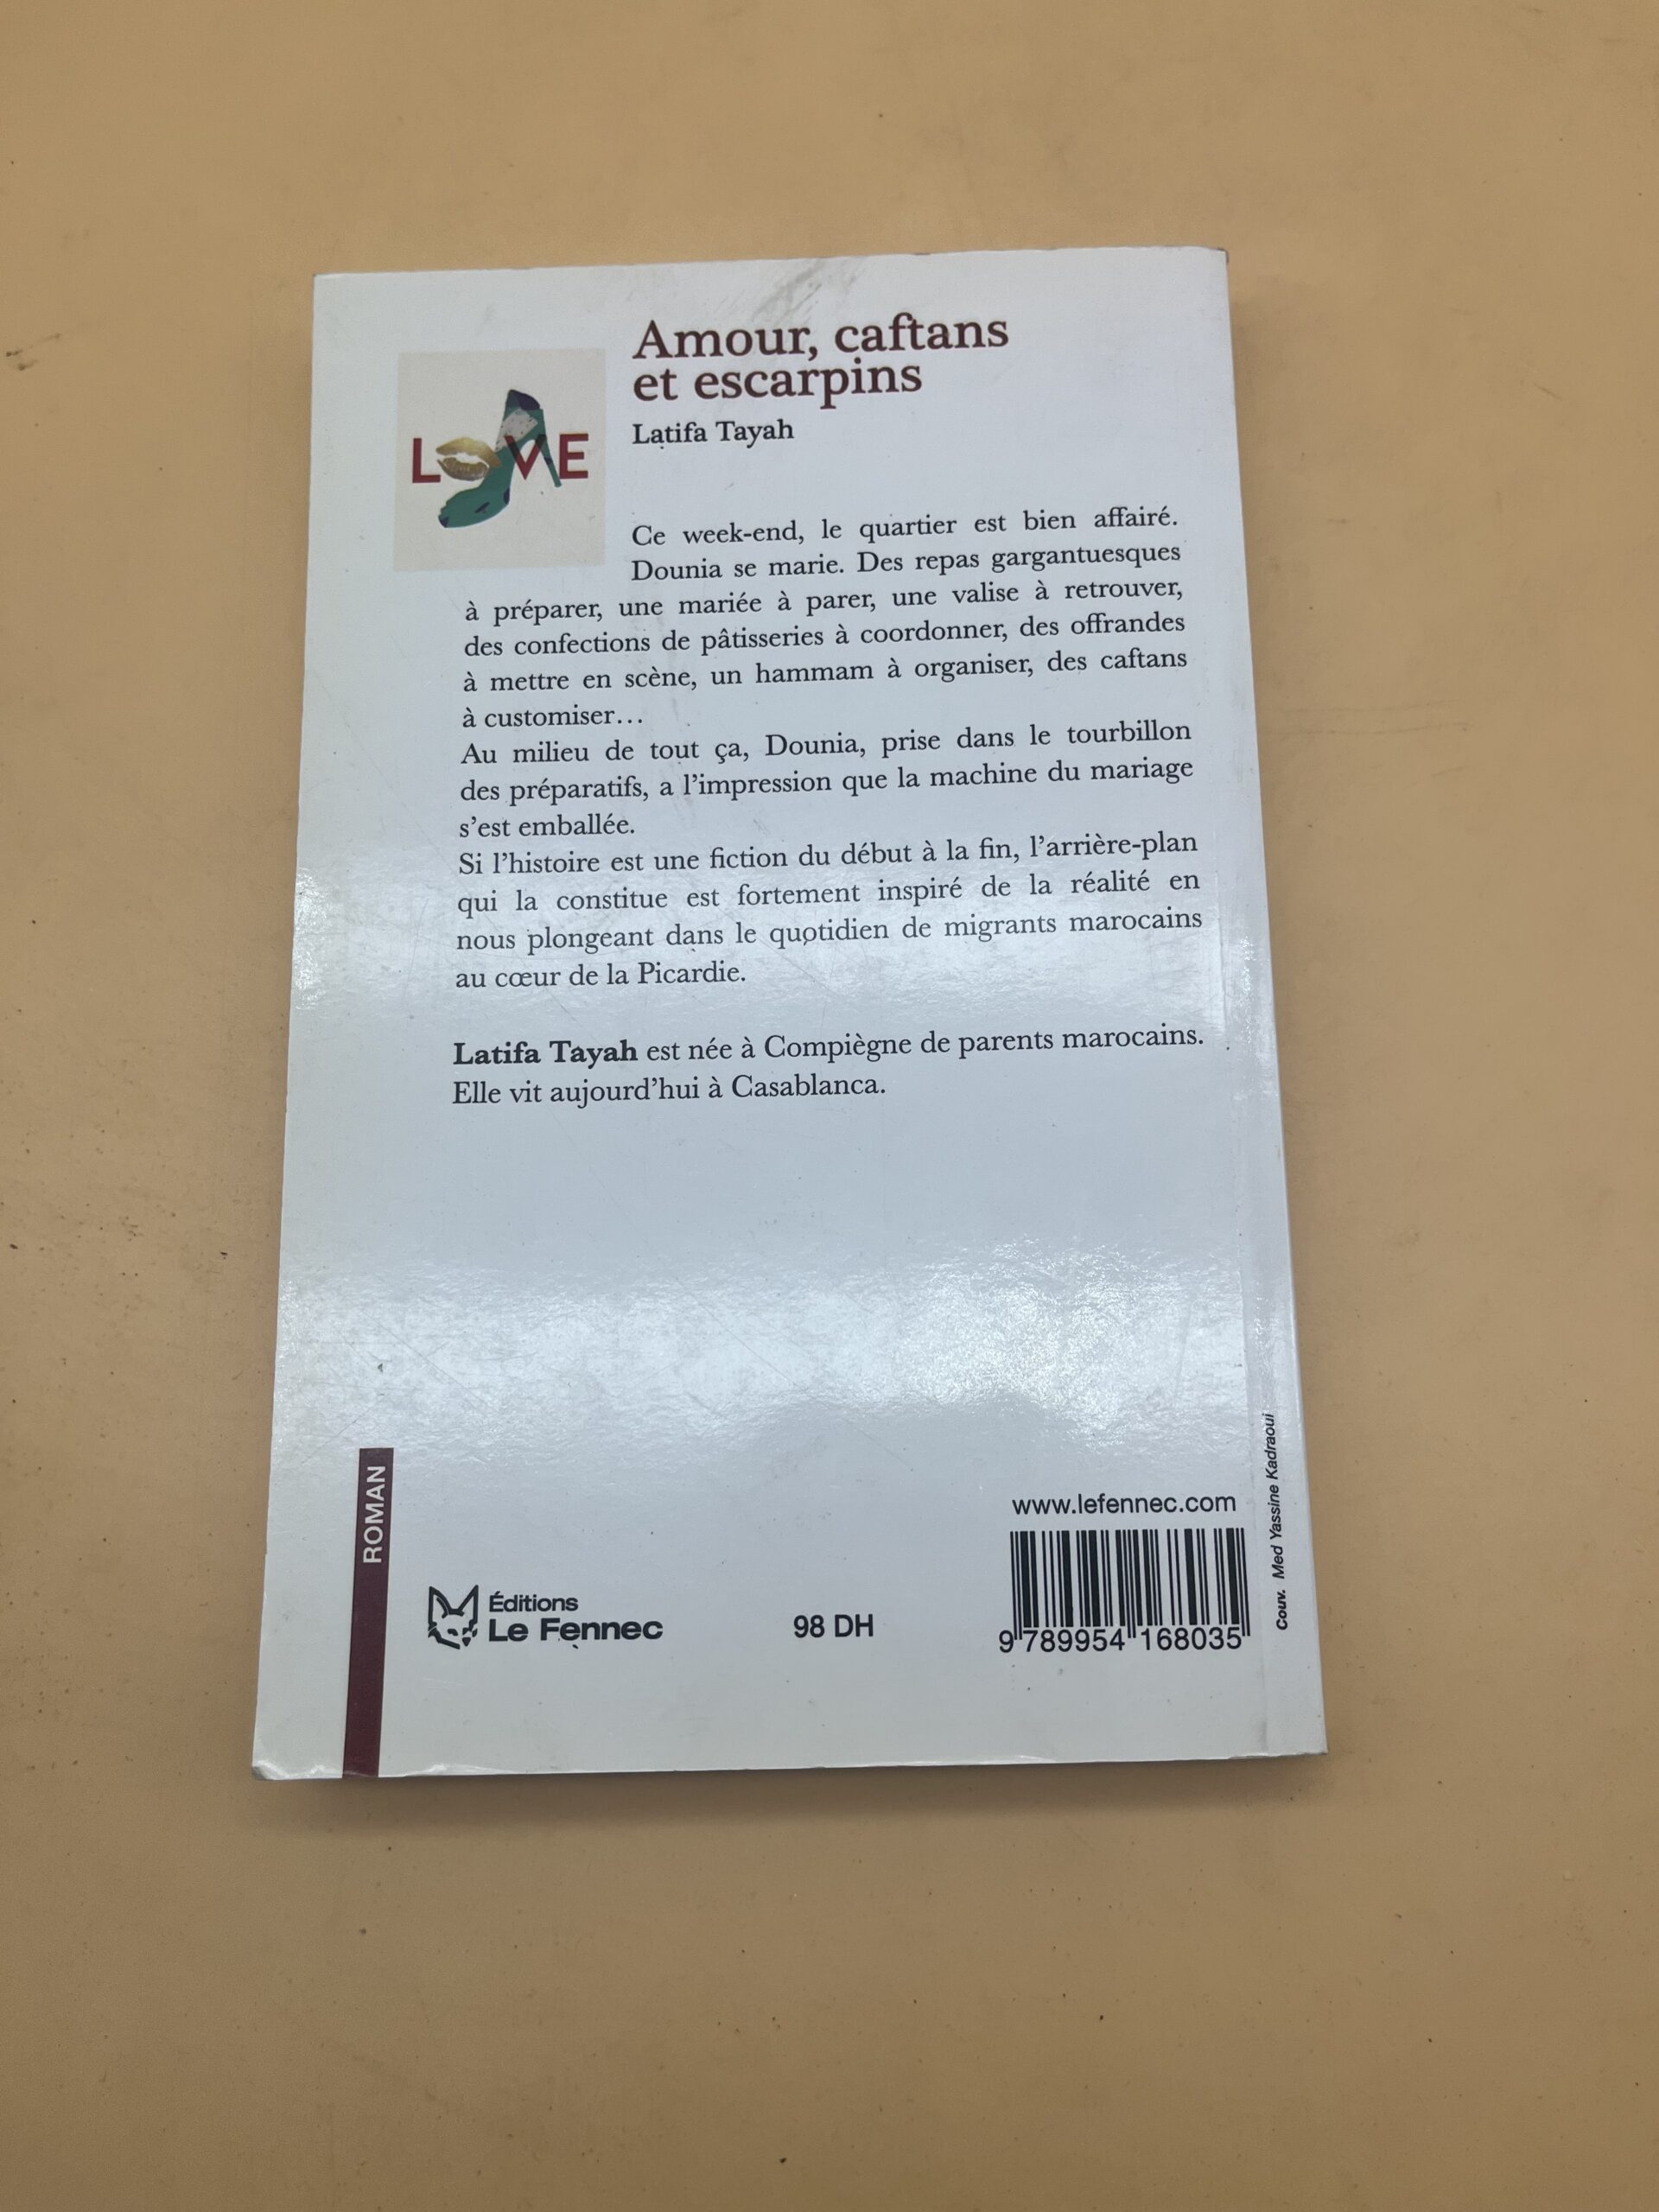 Amour, caftans
et escarpins
Latifa Tayah
LOVE
Ce week-end, le quartier est bien affairé.
Dounia se marie. Des repas gargantuesques
à préparer, une mariée à parer, une valise à retrouver,
des confections de pâtisseries à coordonner, des offrandes
à mettre en scène, un hammam à organiser, des caftans
à customiser…
Au milieu de tout ça, Dounia, prise dans le tourbillon
des préparatifs, a l’impression que la machine du mariage
s’est emballée.
Si l’histoire est une fiction du début à la fin, l’arrière-plan
qui la constitue est fortement inspiré de la réalité en
nous plongeant dans le quotidien de migrants marocains
au cœur de la Picardie.
Latifa Tayah est née à Compiègne de parents marocains.
Elle vit aujourd’hui à Casablanca.
ROMAN
Éditions
Le Fennec
98 DH
www.lefennec.com
9 789954 168035
Couv. Med Yassine Kadraoui